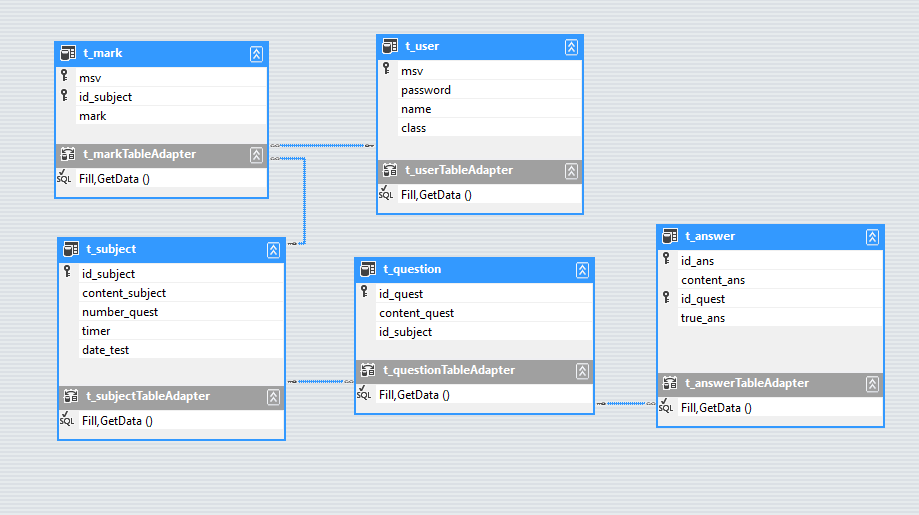 t_mark
msv
id_subject
mark
t_markTableAdapter
SQL Fill,GetData ()
t_user
msv
password
name
class
t_userTableAdapter
SQL Fill,GetData ()
t_subject
id_subject
content_subject
number_quest
timer
date_test
t_subjectTableAdapter
SQL Fill,GetData ()
t_question
id_quest
content_quest
id_subject
t_questionTableAdapter
SQL Fill,GetData ()
t_answer
id_ans
content_ans
id_quest
true_ans
t_answerTableAdapter
SQL Fill,GetData ()